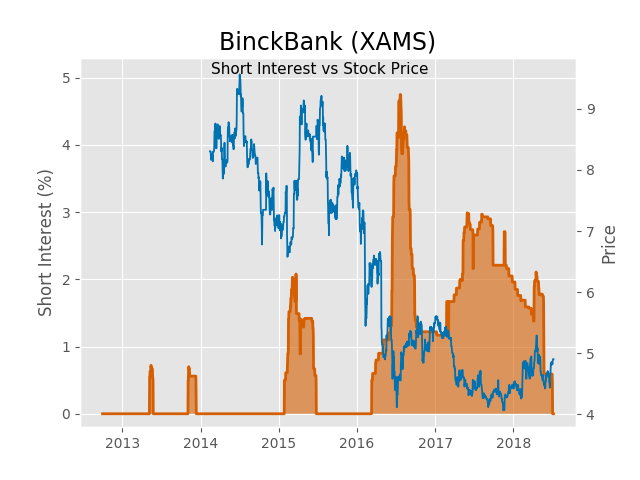 BinckBank (XAMS)
Short Interest vs Stock Price
Short Interest (%)
5
4
3
2
1
0
9
8
7
6
5
4
Price
2013 2014 2015 2016 2017 2018